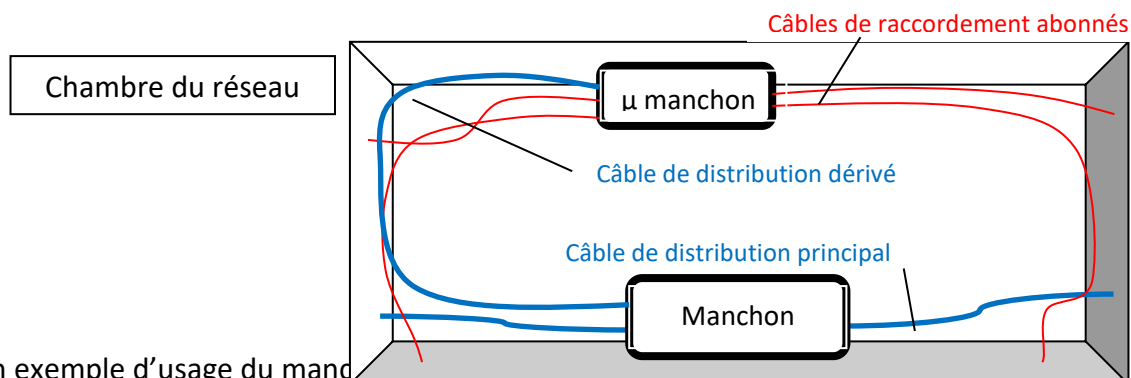 Câbles de raccordement abonnés
Chambre du réseau
µ manchon
Câble de distribution dérivé
Câble de distribution principal
Manchon
exemple d'usage du